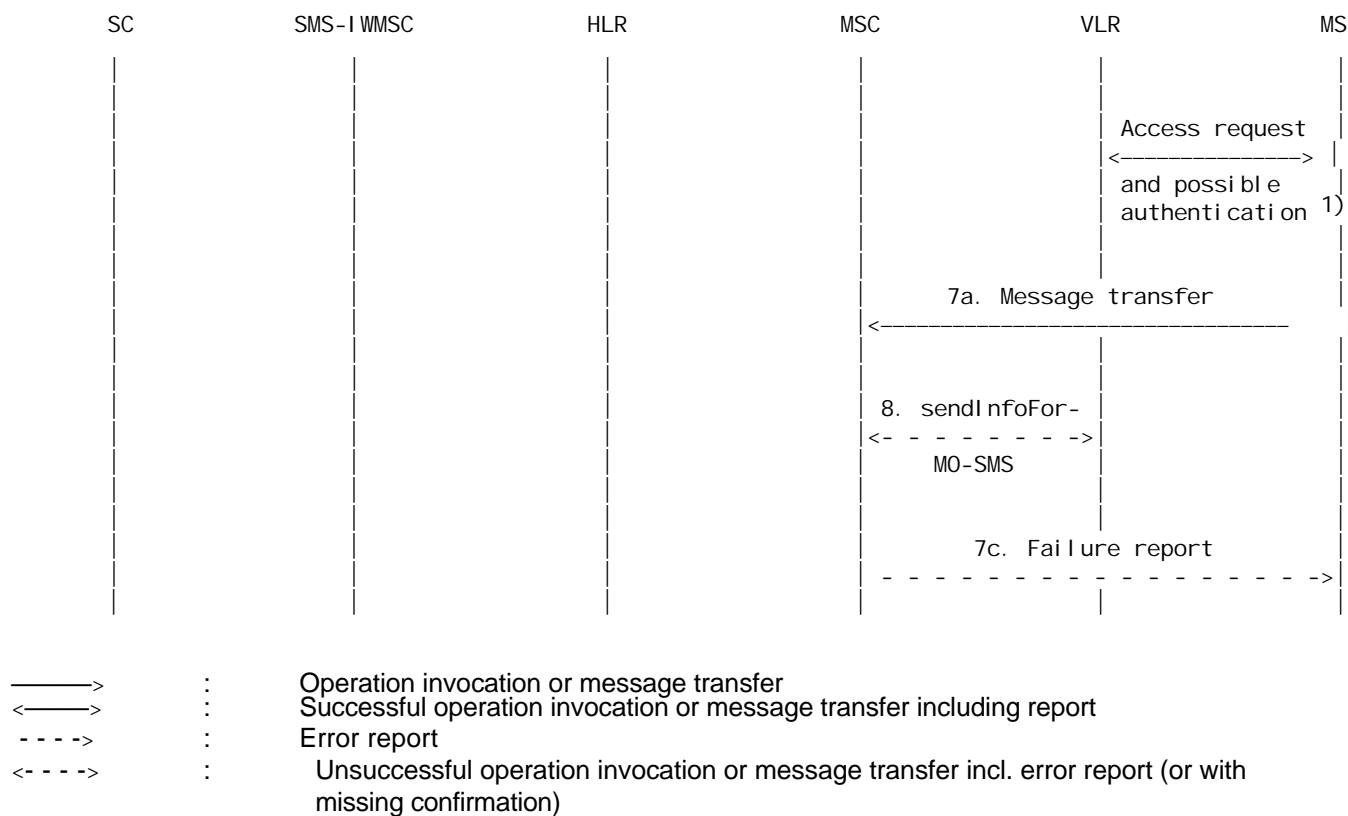 SC SMS-IWMSC HLR MSC VLR MS
Access request
<———————————————>
and possible
authentication 1)
7a. Message transfer
<——————————————————————————————————
8. sendInfoFor-
<- - - - - - - - ->
MO-SMS
7c. Failure report
- - - - - - - - - - - - - - - - - ->
———————> : Operation invocation or message transfer
<—————> : Successful operation invocation or message transfer including report
- - - -> : Error report
<- - - -> : Unsuccessful operation invocation or message transfer incl. error report (or with
missing confirmation)